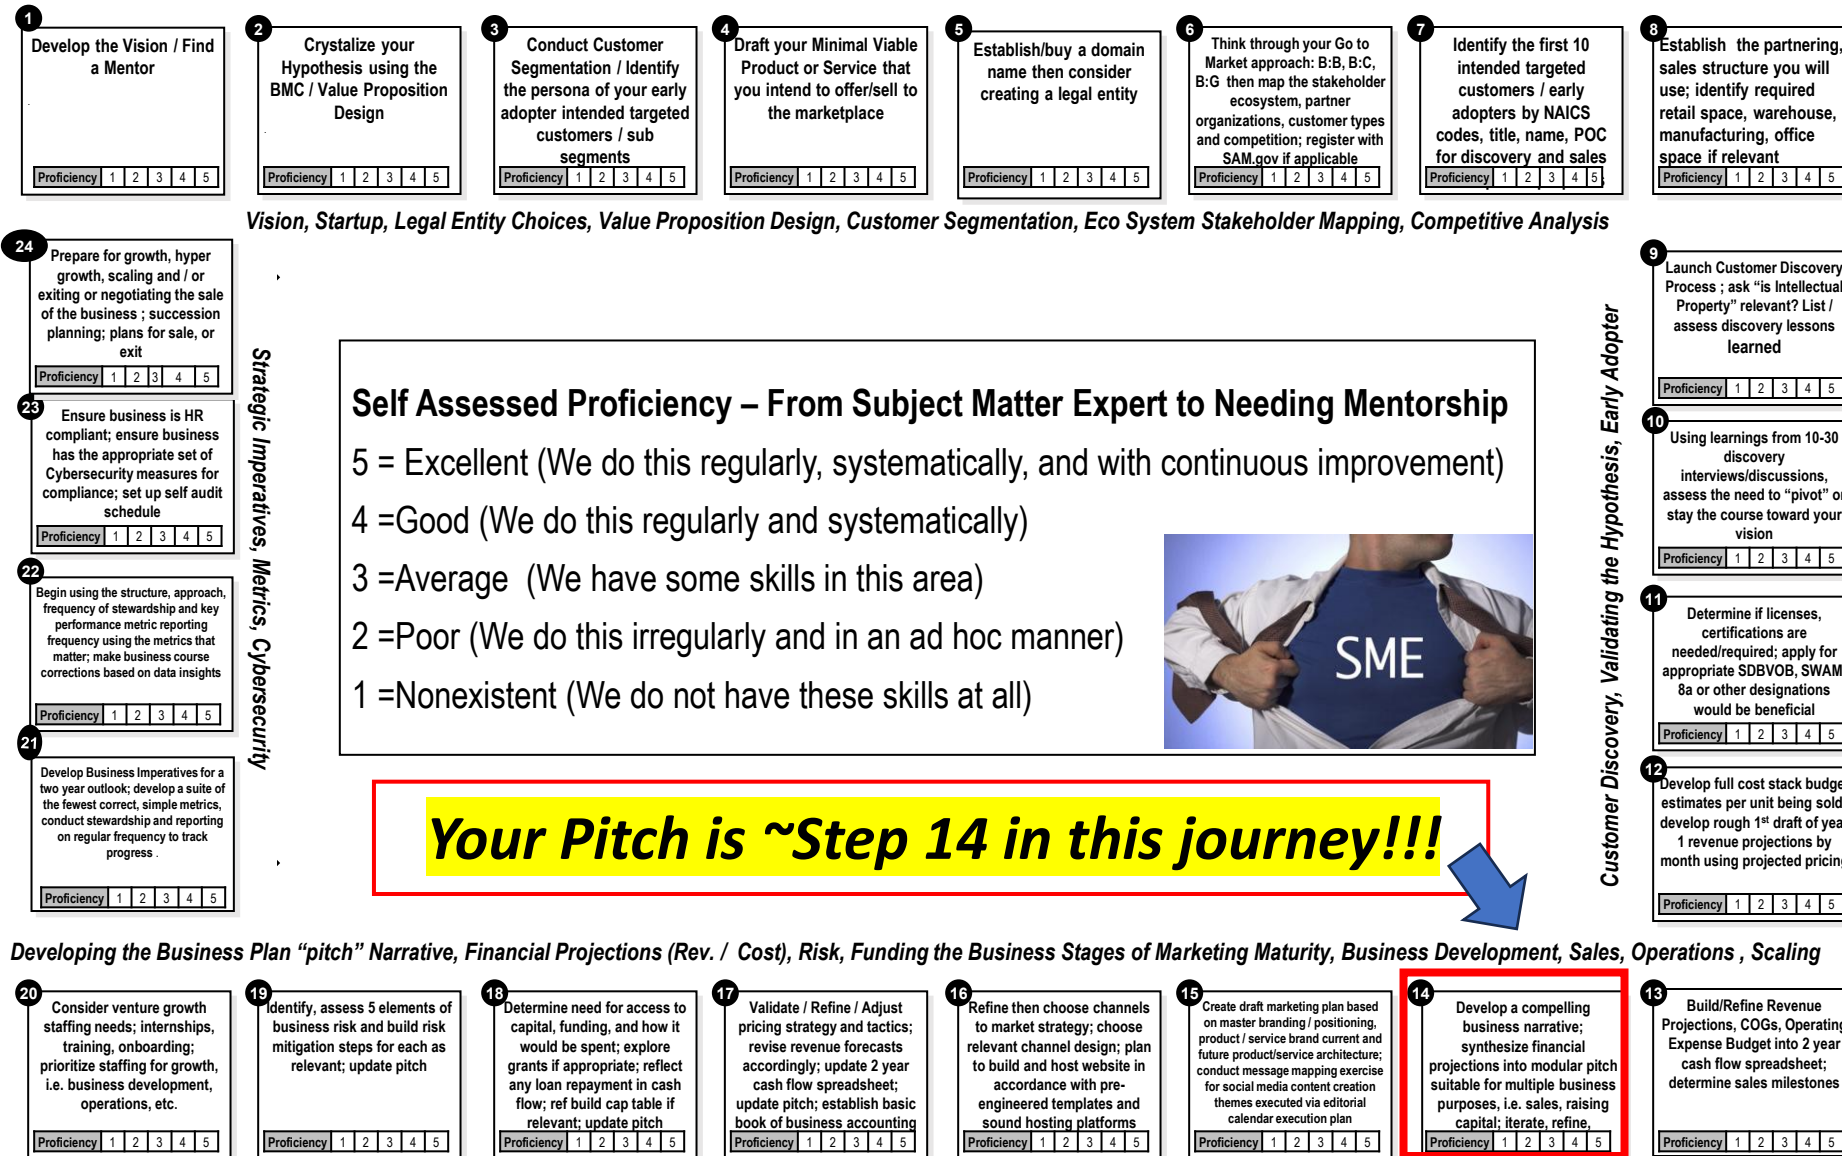 1
Develop the Vision / Find
a Mentor
Proficiency 1 2 3 4 5
2
Crystalize your
Hypothesis using the
BMC / Value Proposition
Design
Proficiency 1 2 3 4 5
3
Conduct Customer
Segmentation / Identify
the persona of your early
adopter intended targeted
customers / sub
segments
Proficiency 1 2 3 4 5
4
Draft your Minimal Viable
Product or Service that
you intend to offer/sell to
the marketplace
Proficiency 1 2 3 4 5
5
Establish/buy a domain
name then consider
creating a legal entity
Proficiency 1 2 3 4 5
6
Think through your Go to
Market approach: B:B, B:C,
B:G then map the stakeholder
ecosystem, partner
organizations, customer types
and competition; register with
SAM.gov if applicable
Proficiency 1 2 3 4 5
7
Identify the first 10
intended targeted
customers / early
adopters by NAICS
codes, title, name, POC
for discovery and sales
Proficiency 1 2 3 4 5
8
Establish the partnering,
sales structure you will
use; identify required
retail space, warehouse,
manufacturing, office
space if relevant
Proficiency 1 2 3 4 5
Vision, Startup, Legal Entity Choices, Value Proposition Design, Customer Segmentation, Eco System Stakeholder Mapping, Competitive Analysis
24
Prepare for growth, hyper
growth, scaling and / or
exiting or negotiating the sale
of the business ; succession
planning; plans for sale, or
exit
Proficiency 1 2 3 4 5
23
Ensure business is HR
compliant; ensure business
has the appropriate set of
Cybersecurity measures for
compliance; set up self audit
schedule
Proficiency 1 2 3 4 5
22
Begin using the structure, approach,
frequency of stewardship and key
performance metric reporting
frequency using the metrics that
matter; make business course
corrections based on data insights
Proficiency 1 2 3 4 5
21
Develop Business Imperatives for a
two year outlook; develop a suite of
the fewest correct, simple metrics,
conduct stewardship and reporting
on regular frequency to track
progress .
Proficiency 1 2 3 4 5
Strategic Imperatives, Metrics, Cybersecurity
Self Assessed Proficiency – From Subject Matter Expert to Needing Mentorship
5 = Excellent (We do this regularly, systematically, and with continuous improvement)
4 =Good (We do this regularly and systematically)
3 =Average (We have some skills in this area)
2 =Poor (We do this irregularly and in an ad hoc manner)
1 =Nonexistent (We do not have these skills at all)
SME
Your Pitch is ~Step 14 in this journey!!!
Customer Discovery, Validating the Hypothesis, Early Adopter
9
Launch Customer Discovery
Process ; ask “is Intellectual
Property” relevant? List /
assess discovery lessons
learned
Proficiency 1 2 3 4 5
10
Using learnings from 10-30
discovery
interviews/discussions,
assess the need to “pivot” or
stay the course toward your
vision
Proficiency 1 2 3 4 5
11
Determine if licenses,
certifications are
needed/required; apply for
appropriate SDBVOB, SWAM
8a or other designations
would be beneficial
Proficiency 1 2 3 4 5
12
Develop full cost stack budge
estimates per unit being sold
develop rough 1st draft of yea
1 revenue projections by
month using projected pricing
Proficiency 1 2 3 4 5
Developing the Business Plan “pitch” Narrative, Financial Projections (Rev. / Cost), Risk, Funding the Business Stages of Marketing Maturity, Business Development, Sales, Operations , Scaling
20
Consider venture growth
staffing needs; internships,
training, onboarding;
prioritize staffing for growth,
i.e. business development,
operations, etc.
Proficiency 1 2 3 4 5
19
Identify, assess 5 elements of
business risk and build risk
mitigation steps for each as
relevant; update pitch
Proficiency 1 2 3 4 5
18
Determine need for access to
capital, funding, and how it
would be spent; explore
grants if appropriate; reflect
any loan repayment in cash
flow; ref build cap table if
relevant; update pitch
Proficiency 1 2 3 4 5
17
Validate / Refine / Adjust
pricing strategy and tactics;
revise revenue forecasts
accordingly; update 2 year
cash flow spreadsheet;
update pitch; establish basic
book of business accounting
Proficiency 1 2 3 4 5
16
Refine then choose channels
to market strategy; choose
relevant channel design; plan
to build and host website in
accordance with pre-
engineered templates and
sound hosting platforms
Proficiency 1 2 3 4 5
15
Create draft marketing plan based
on master branding / positioning,
product / service brand current and
future product/service architecture;
conduct message mapping exercise
for social media content creation
themes executed via editorial
calendar execution plan
Proficiency 1 2 3 4 5
14
Develop a compelling
business narrative;
synthesize financial
projections into modular pitch
suitable for multiple business
purposes, i.e. sales, raising
capital; iterate, refine,
Proficiency 1 2 3 4 5
13
Build/Refine Revenue
Projections, COGs, Operating
Expense Budget into 2 year
cash flow spreadsheet;
determine sales milestones
Proficiency 1 2 3 4 5